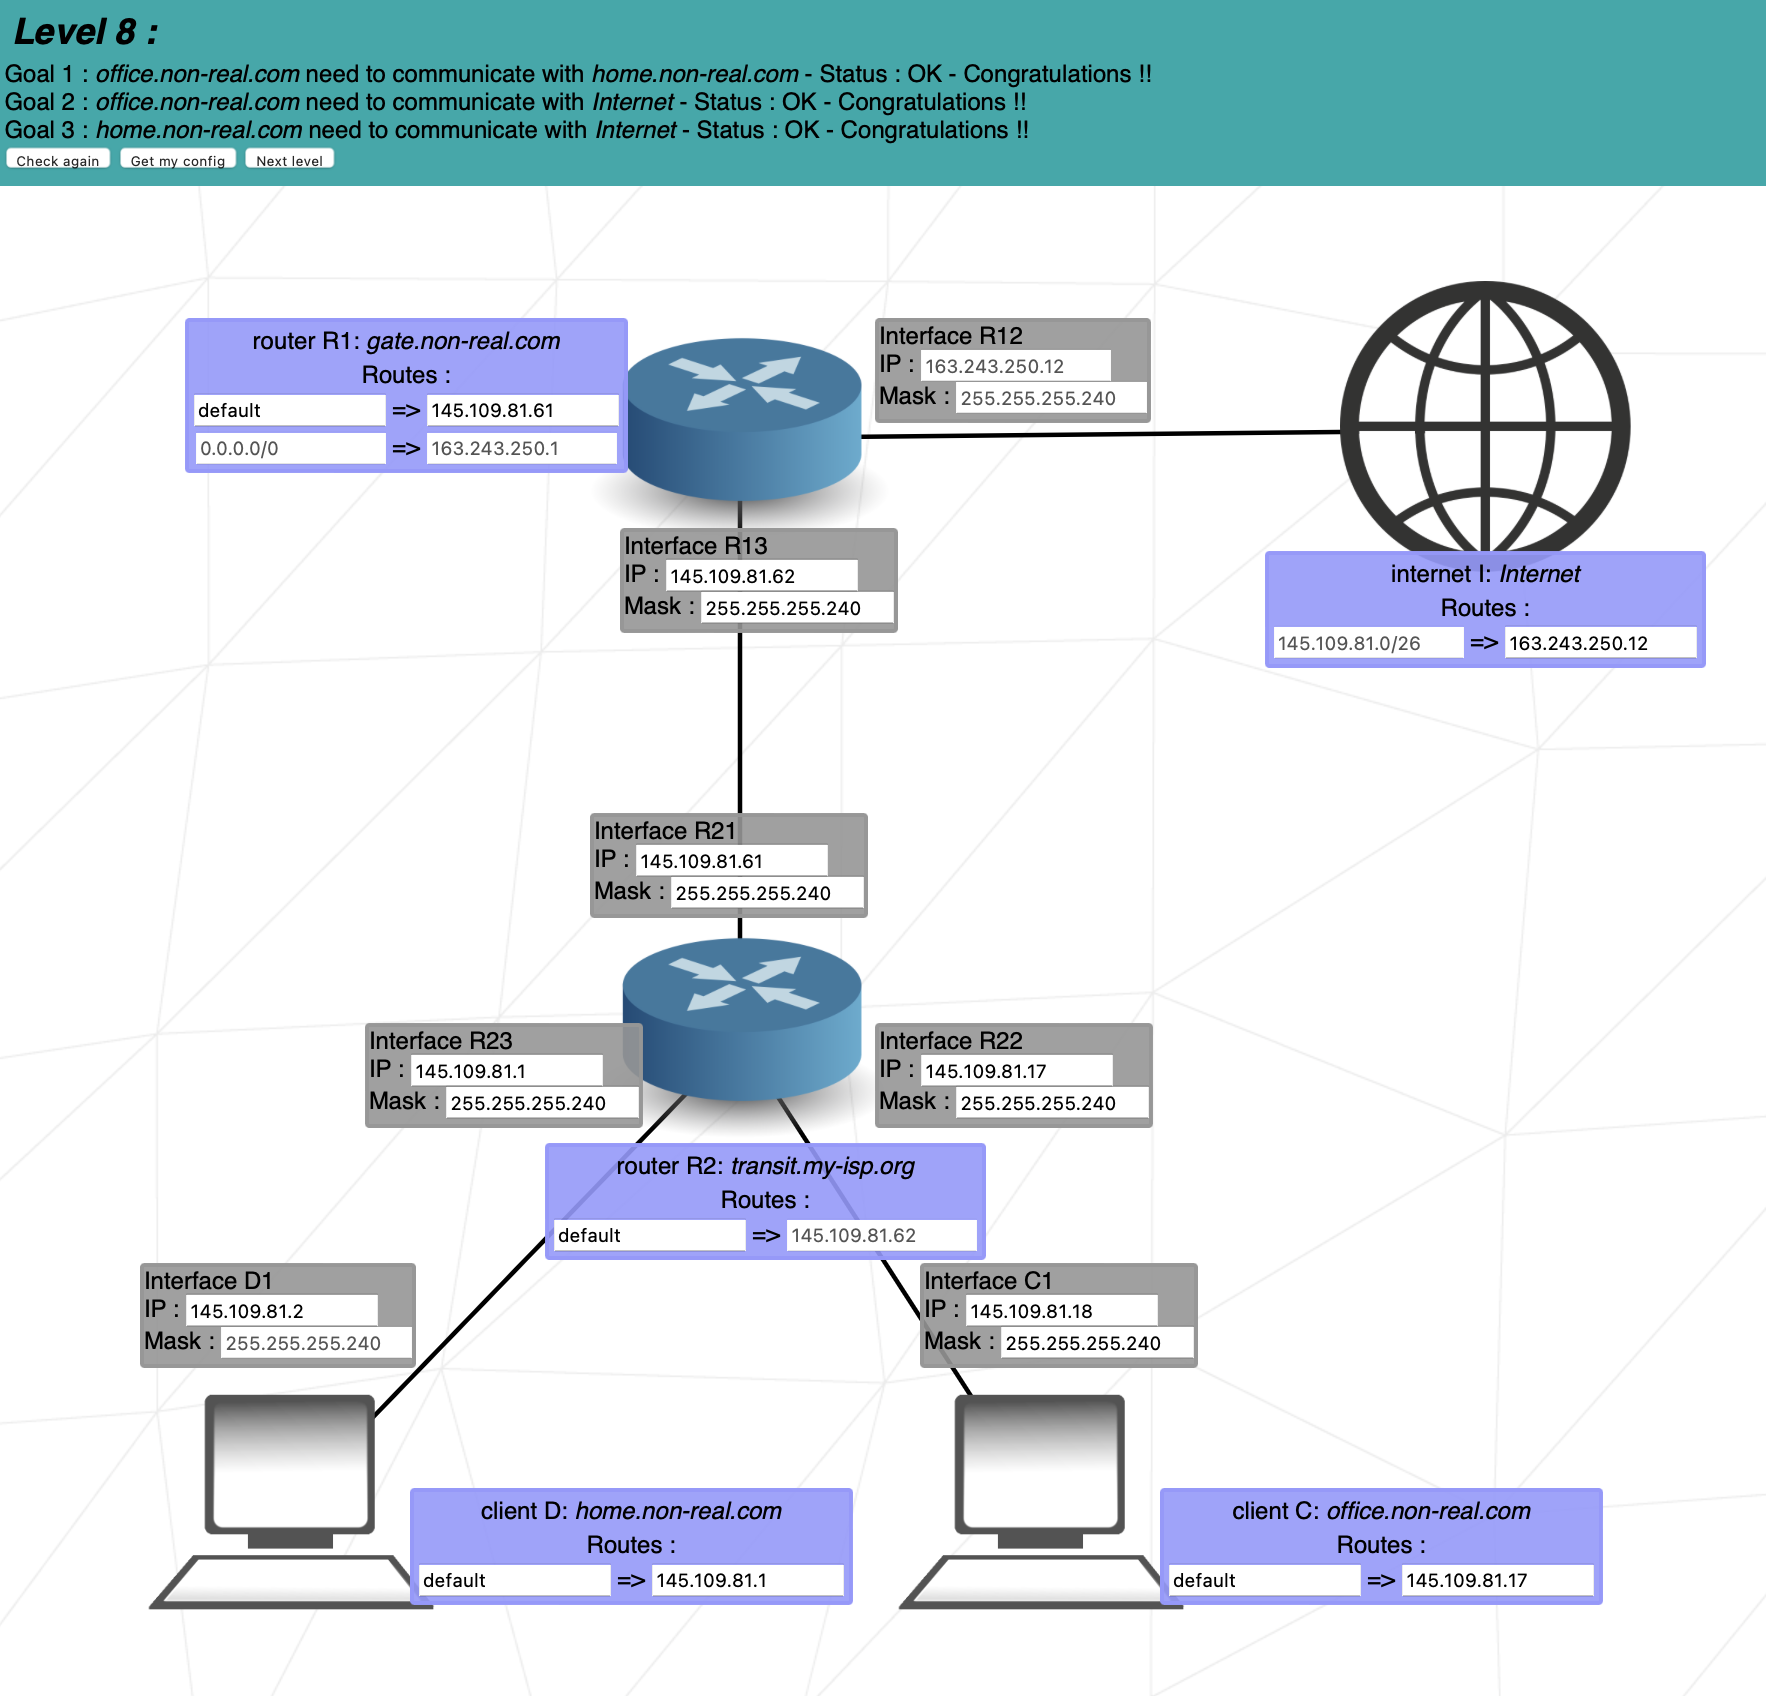 Level 8 :
Goal 1 : office.non-real.com need to communicate with home.non-real.com - Status : OK - Congratulations !!
Goal 2 : office.non-real.com need to communicate with Internet - Status : OK - Congratulations !!
Goal 3 : home.non-real.com need to communicate with Internet - Status : OK - Congratulations !!
Check again Get my config Next level
router R1: gate.non-real.com
Routes :
default => 145.109.81.61
0.0.0.0/0 => 163.243.250.1
Interface R12
IP : 163.243.250.12
Mask : 255.255.255.240
Interface R13
IP : 145.109.81.62
Mask : 255.255.255.240
internet I: Internet
Routes :
145.109.81.0/26 => 163.243.250.12
Interface R21
IP : 145.109.81.61
Mask : 255.255.255.240
Interface R23
IP : 145.109.81.1
Mask : 255.255.255.240
Interface R22
IP : 145.109.81.17
Mask : 255.255.255.240
router R2: transit.my-isp.org
Routes :
default => 145.109.81.62
Interface D1
IP : 145.109.81.2
Mask : 255.255.255.240
Interface C1
IP : 145.109.81.18
Mask : 255.255.255.240
client D: home.non-real.com
Routes :
default => 145.109.81.1
client C: office.non-real.com
Routes :
default => 145.109.81.17